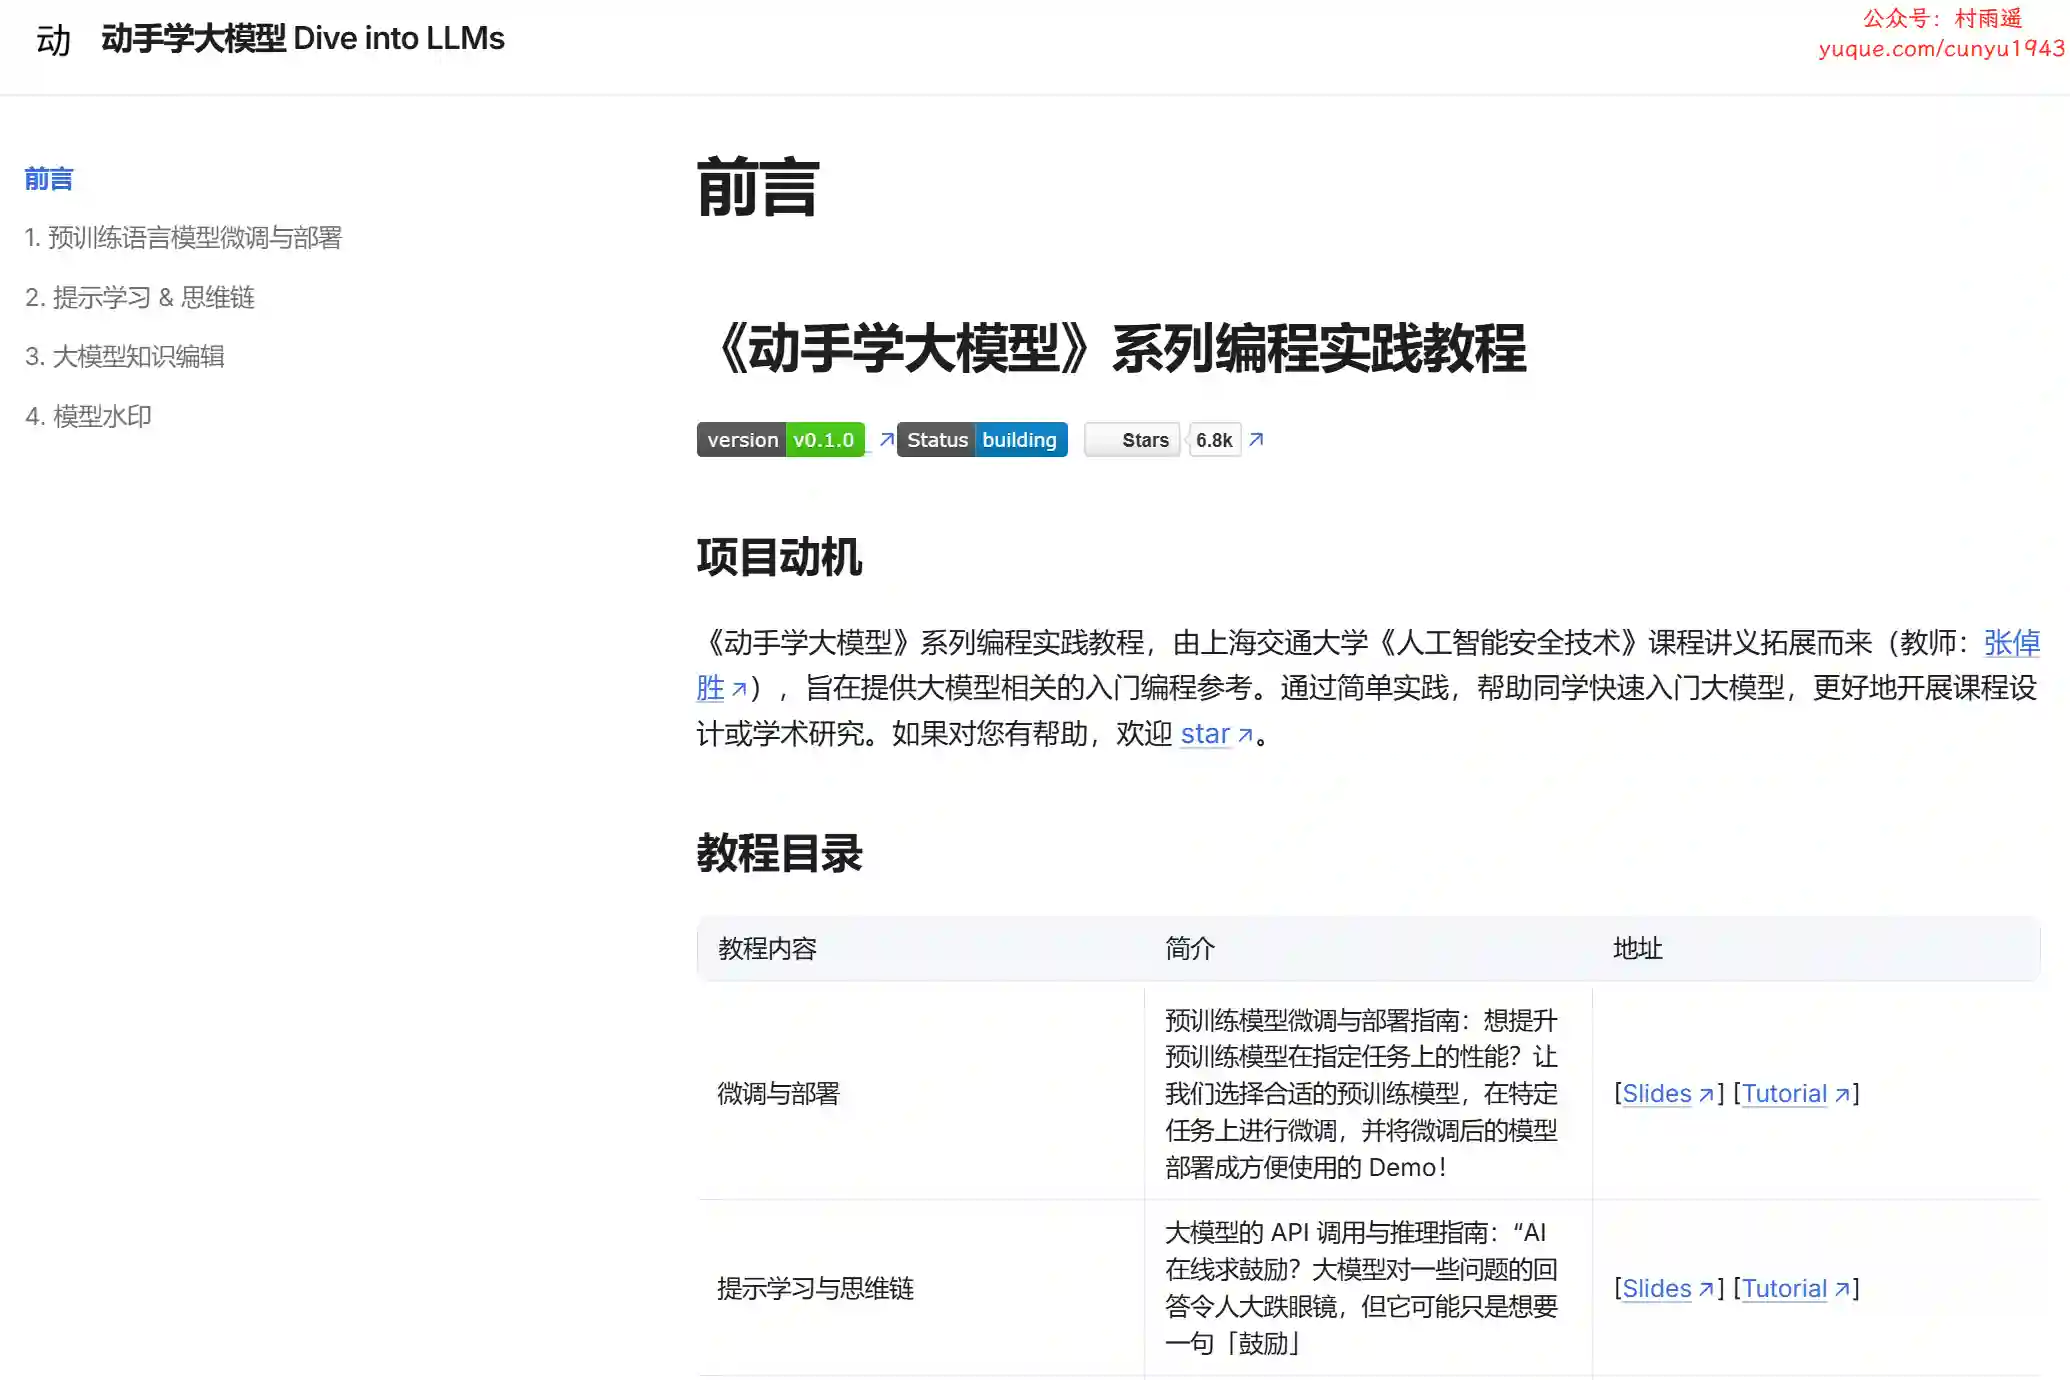 动 动手学大模型 Dive into LLMs
公众号：村雨遥
yuque.com/cunyu1943
前言
1. 预训练语言模型微调与部署
2. 提示学习 & 思维链
3. 大模型知识编辑
4. 模型水印
前言
《动手学大模型》系列编程实践教程
version v0.1.0 Status building Stars 6.8k
项目动机
《动手学大模型》系列编程实践教程，由上海交通大学《人工智能安全技术》课程讲义拓展而来（教师：张倬
胜），旨在提供大模型相关的入门编程参考。通过简单实践，帮助同学快速入门大模型，更好地开展课程设
计或学术研究。如果对您有帮助，欢迎 star。
教程目录
教程内容 简介 地址
微调与部署
预训练模型微调与部署指南：想提升
预训练模型在指定任务上的性能？让
我们选择合适的预训练模型，在特定
任务上进行微调，并将微调后的模型
部署成方便使用的 Demo！
[Slides] [Tutorial]
提示学习与思维链
大模型的 API 调用与推理指南：“AI
在线求鼓励？大模型对一些问题的回
答令人大跌眼镜，但它可能只是想要
一句「鼓励」
[Slides] [Tutorial]